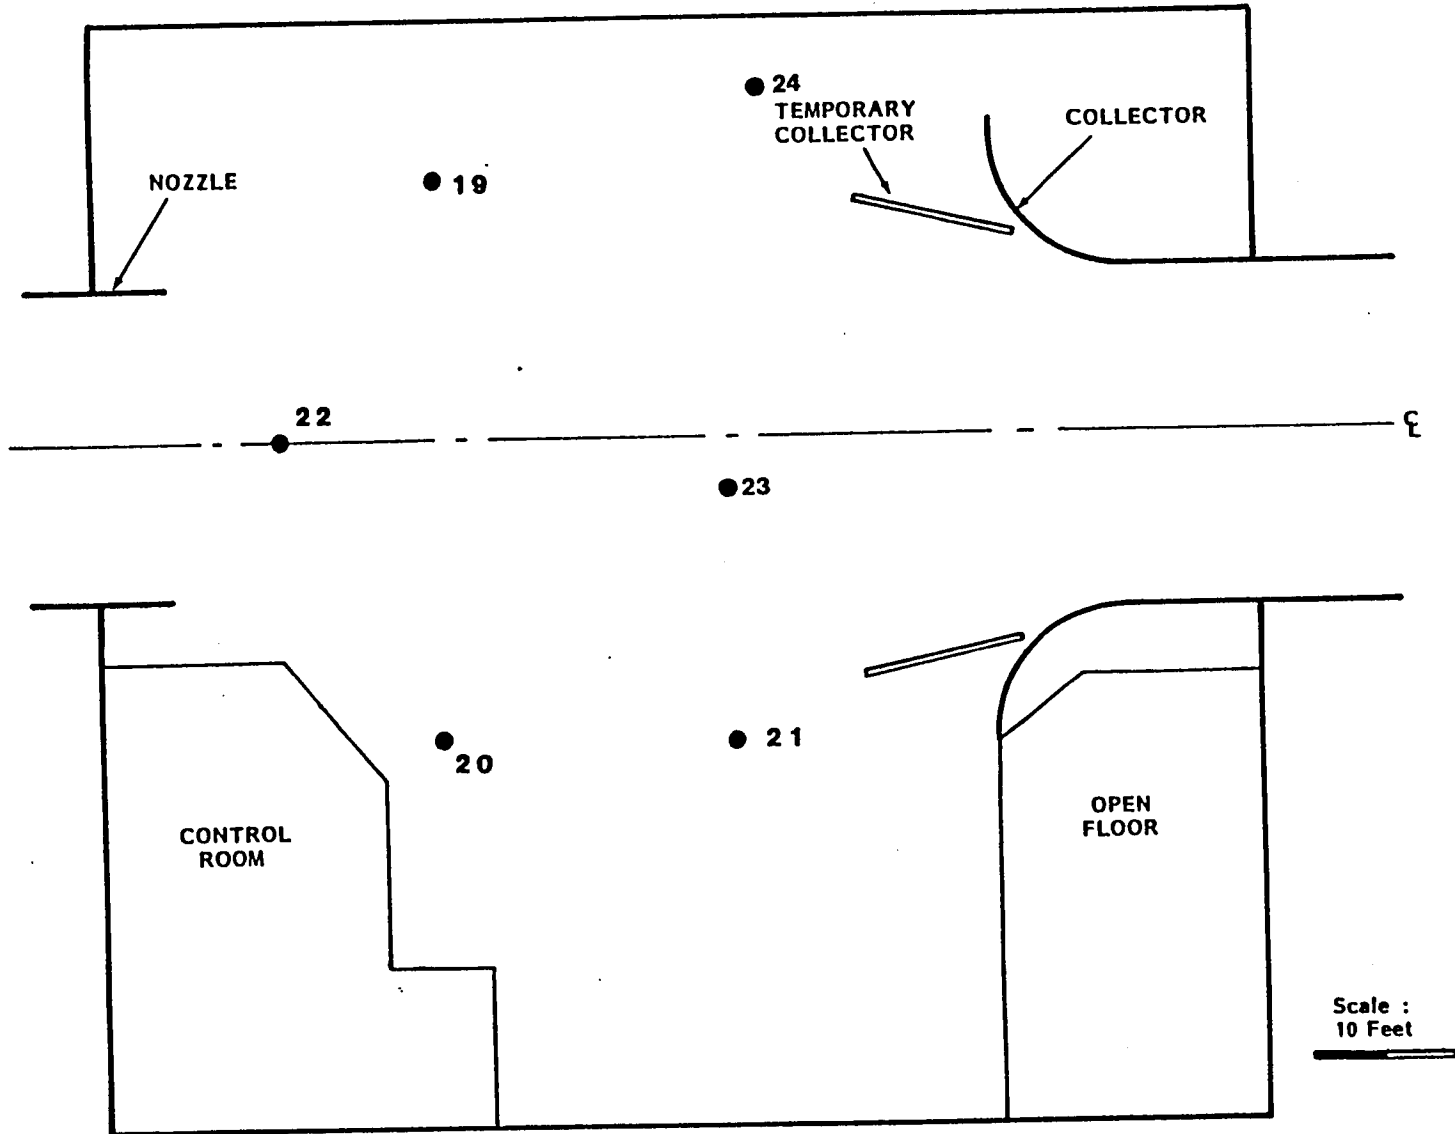 24
TEMPORARY
COLLECTOR
COLLECTOR
NOZZLE
19
22
℄
23
20
21
CONTROL
ROOM
OPEN
FLOOR
Scale :
10 Feet